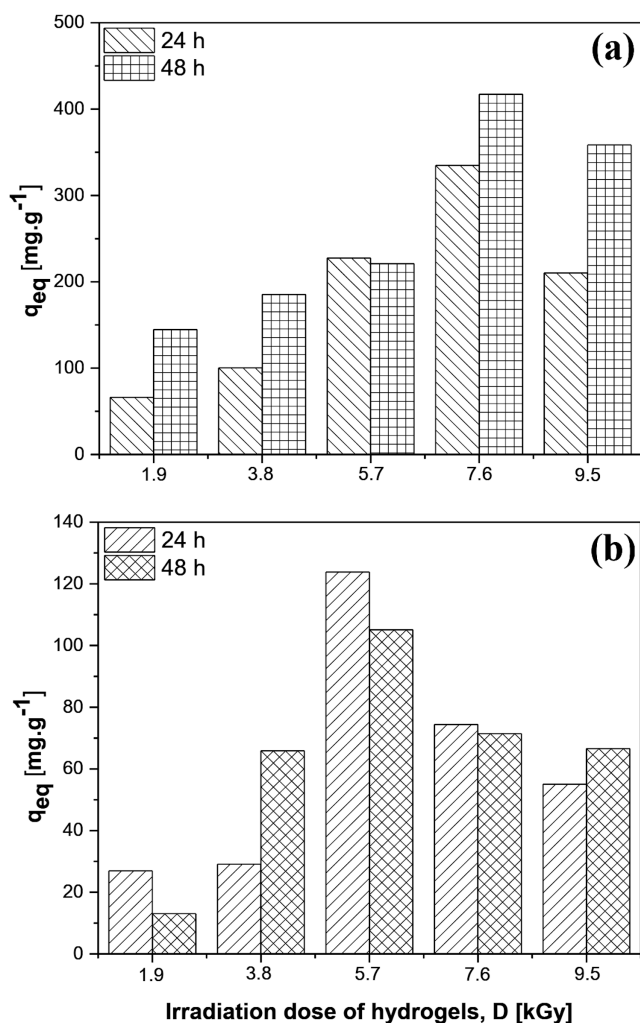 500
24 h
(a)
48 h
400
300
200
100
0
q_eq [mg.g⁻¹]
1.9 3.8 5.7 7.6 9.5
140
24 h
(b)
48 h
120
100
80
60
40
20
0
q_eq [mg.g⁻¹]
1.9 3.8 5.7 7.6 9.5
Irradiation dose of hydrogels, D [kGy]